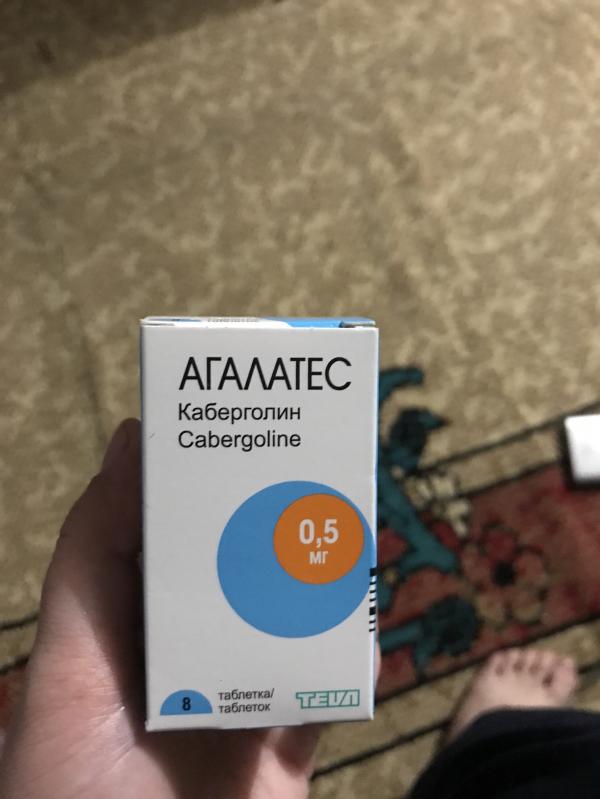 АГАЛАТЕС
Каберголин
Cabergoline
0,5
мг
8
таблетка/
таблеток
TEVA